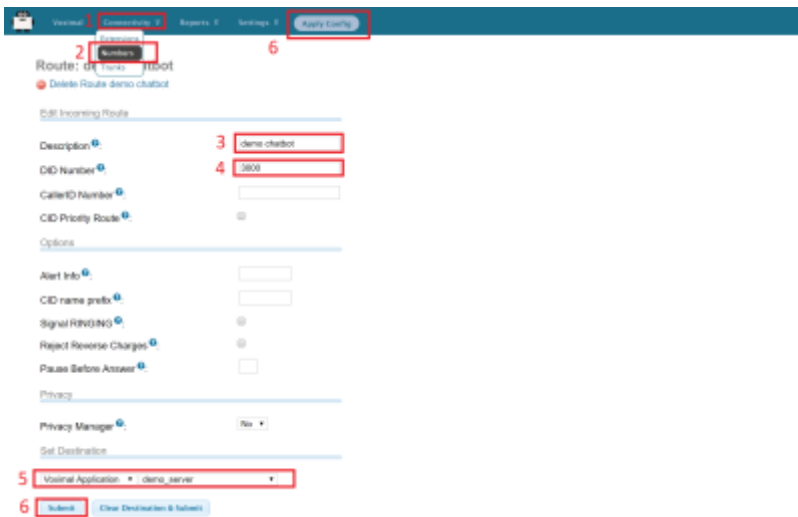 Voximal 1 Connectivity Reports Settings Apply Config
Extensions
2 Numbers 6
Trunks
Route: de tbot
Delete Route demo chatbot
Edit Incoming Route
Description : 3 demo chatbot
DID Number : 4 3800
CallerID Number :
CID Priority Route :
Options
Alert Info :
CID name prefix :
Signal RINGING :
Reject Reverse Charges :
Pause Before Answer :
Privacy
Privacy Manager : No
Set Destination
5 Voximal Application demo_server
6 Submit Clear Destination & Submit